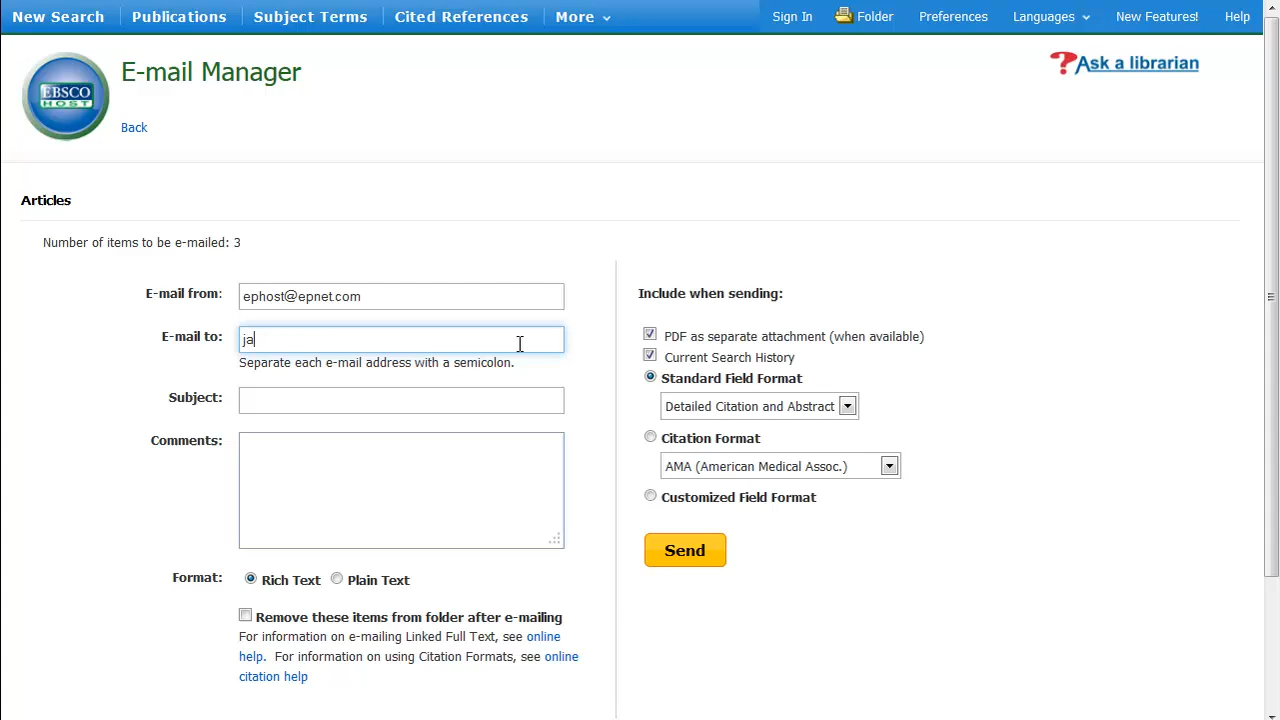 New Search Publications Subject Terms Cited References More Sign In Folder Preferences Languages New Features! Help
EBSCO
HOST
E-mail Manager
?Ask a librarian
Back
Articles
Number of items to be e-mailed: 3
E-mail from: ephost@epnet.com
E-mail to: ja
Separate each e-mail address with a semicolon.
Subject:
Comments:
Format: Rich Text Plain Text
Remove these items from folder after e-mailing
For information on e-mailing Linked Full Text, see online
help. For information on using Citation Formats, see online
citation help
Include when sending:
PDF as separate attachment (when available)
Current Search History
Standard Field Format
Detailed Citation and Abstract
Citation Format
AMA (American Medical Assoc.)
Customized Field Format
Send